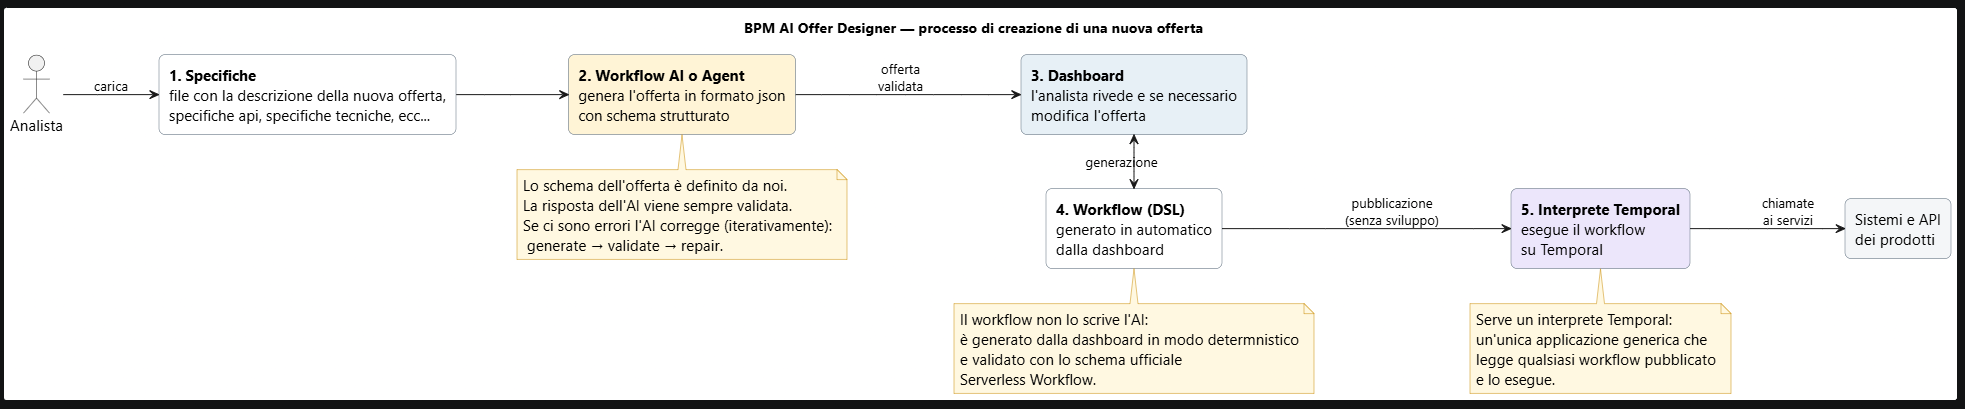 BPM AI Offer Designer — processo di creazione di una nuova offerta
Analista
carica
1. Specifiche
file con la descrizione della nuova offerta,
specifiche api, specifiche tecniche, ecc...
2. Workflow AI o Agent
genera l'offerta in formato json
con schema strutturato
Lo schema dell'offerta è definito da noi.
La risposta dell'AI viene sempre validata.
Se ci sono errori l'AI corregge (iterativamente):
generate → validate → repair.
offerta
validata
3. Dashboard
l'analista rivede e se necessario
modifica l'offerta
generazione
4. Workflow (DSL)
generato in automatico
dalla dashboard
Il workflow non lo scrive l'AI:
è generato dalla dashboard in modo determnistico
e validato con lo schema ufficiale
Serverless Workflow.
pubblicazione
(senza sviluppo)
5. Interprete Temporal
esegue il workflow
su Temporal
Serve un interprete Temporal:
un'unica applicazione generica che
legge qualsiasi workflow pubblicato
e lo esegue.
chiamate
ai servizi
Sistemi e API
dei prodotti